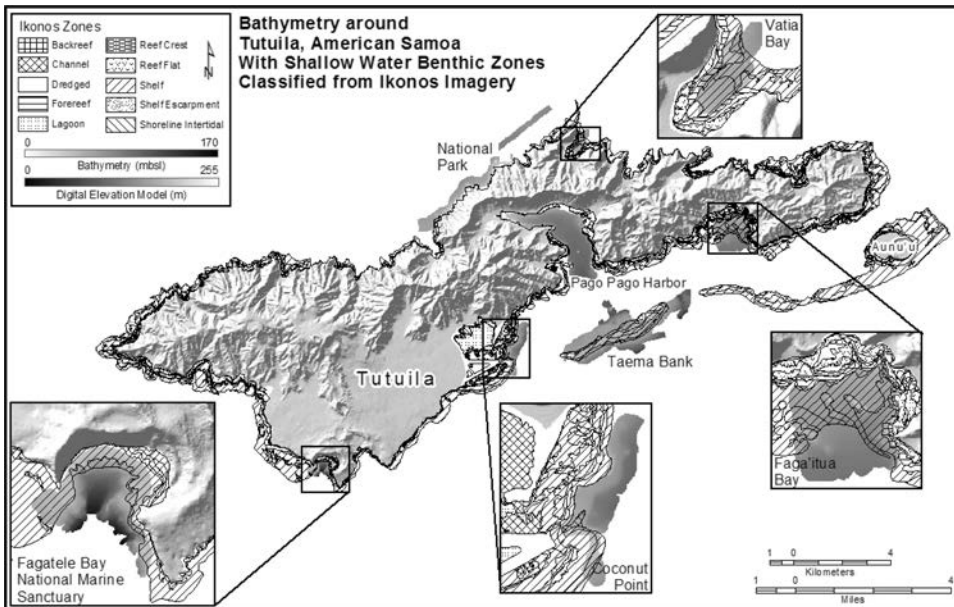 Bathymetry around
Tutuila, American Samoa
With Shallow Water Benthic Zones
Classified from Ikonos Imagery
Ikonos Zones
Backreef
Reef Crest
Channel
Reef Flat
Dredged
Shelf
Forereef
Shelf Escarpment
Lagoon
Shoreline Intertidal
N
0 170
Bathymetry (mbsl)
0 255
Digital Elevation Model (m)
Vatia
Bay
National
Park
Aunu'u
Pago Pago Harbor
Taema Bank
Tutuila
Faga'itua
Bay
Fagatele Bay
National Marine
Sanctuary
Coconut
Point
1 0 4
Kilometers
1 0 4
Miles